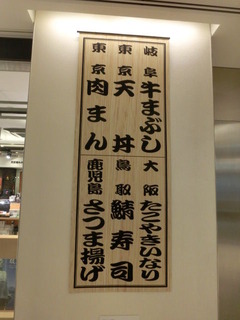 岐阜 牛まぶし
東京 天丼
東京 肉まん
大阪 たこやきいなり
鳥取 鯖寿司
鹿児島 さつま揚げ